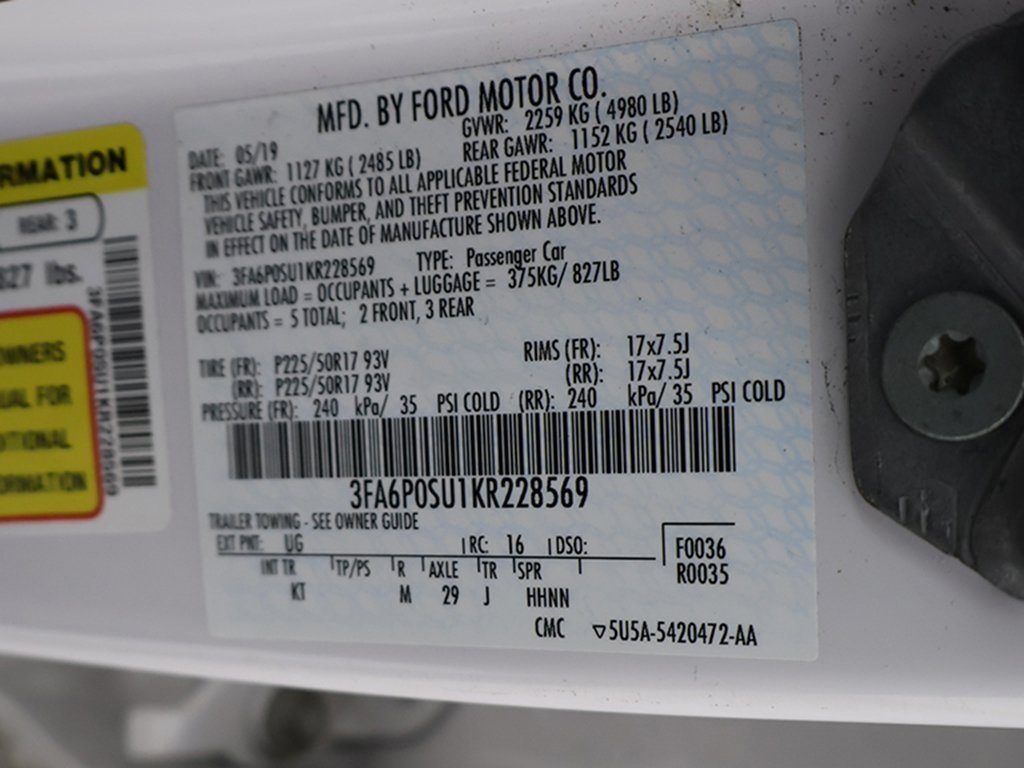 MFD. BY FORD MOTOR CO.
DATE: 05/19 GVWR: 2259 KG ( 4980 LB)
FRONT GAWR: 1127 KG ( 2485 LB) REAR GAWR: 1152 KG ( 2540 LB)
THIS VEHICLE CONFORMS TO ALL APPLICABLE FEDERAL MOTOR
VEHICLE SAFETY, BUMPER, AND THEFT PREVENTION STANDARDS
IN EFFECT ON THE DATE OF MANUFACTURE SHOWN ABOVE.
VIN: 3FA6P0SU1KR228569 TYPE: Passenger Car
MAXIMUM LOAD = OCCUPANTS + LUGGAGE = 375KG/ 827LB
OCCUPANTS = 5 TOTAL; 2 FRONT, 3 REAR
TIRE (FR): P225/50R17 93V RIMS (FR): 17x7.5J
(RR): P225/50R17 93V (RR): 17x7.5J
PRESSURE (FR): 240 kPa/ 35 PSI COLD (RR): 240 kPa/ 35 PSI COLD
3FA6P0SU1KR228569
TRAILER TOWING - SEE OWNER GUIDE
EXT PNT: UG RC: 16 DSO: F0036
R0035
INT TR TP/PS R AXLE TR SPR
KT M 29 J HHNN
CMC ▽5U5A-5420472-AA
RMATION
REAR: 3
827 lbs.
3FA6P0SU1KR228569
OWNERS
UAL FOR
DITIONAL
ORMATION